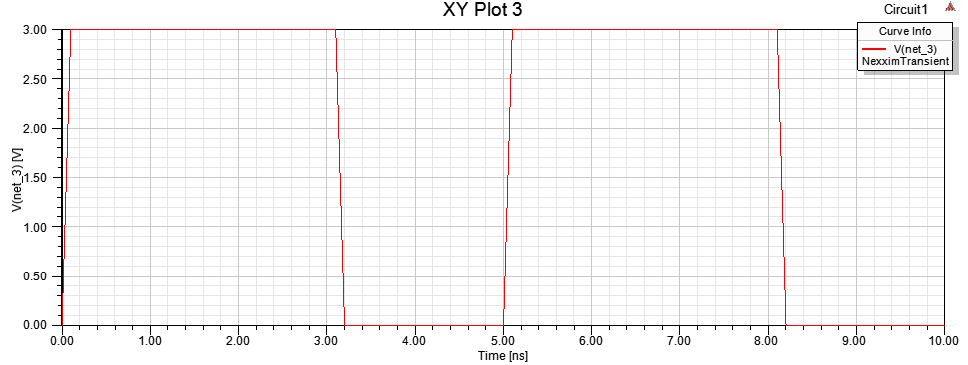 XY Plot 3
Circuit1
Curve Info
V(net_3)
NexximTransient
3.00
2.50
2.00
1.50
1.00
0.50
0.00
V(net_3) [V]
0.00 1.00 2.00 3.00 4.00 5.00 6.00 7.00 8.00 9.00 10.00
Time [ns]